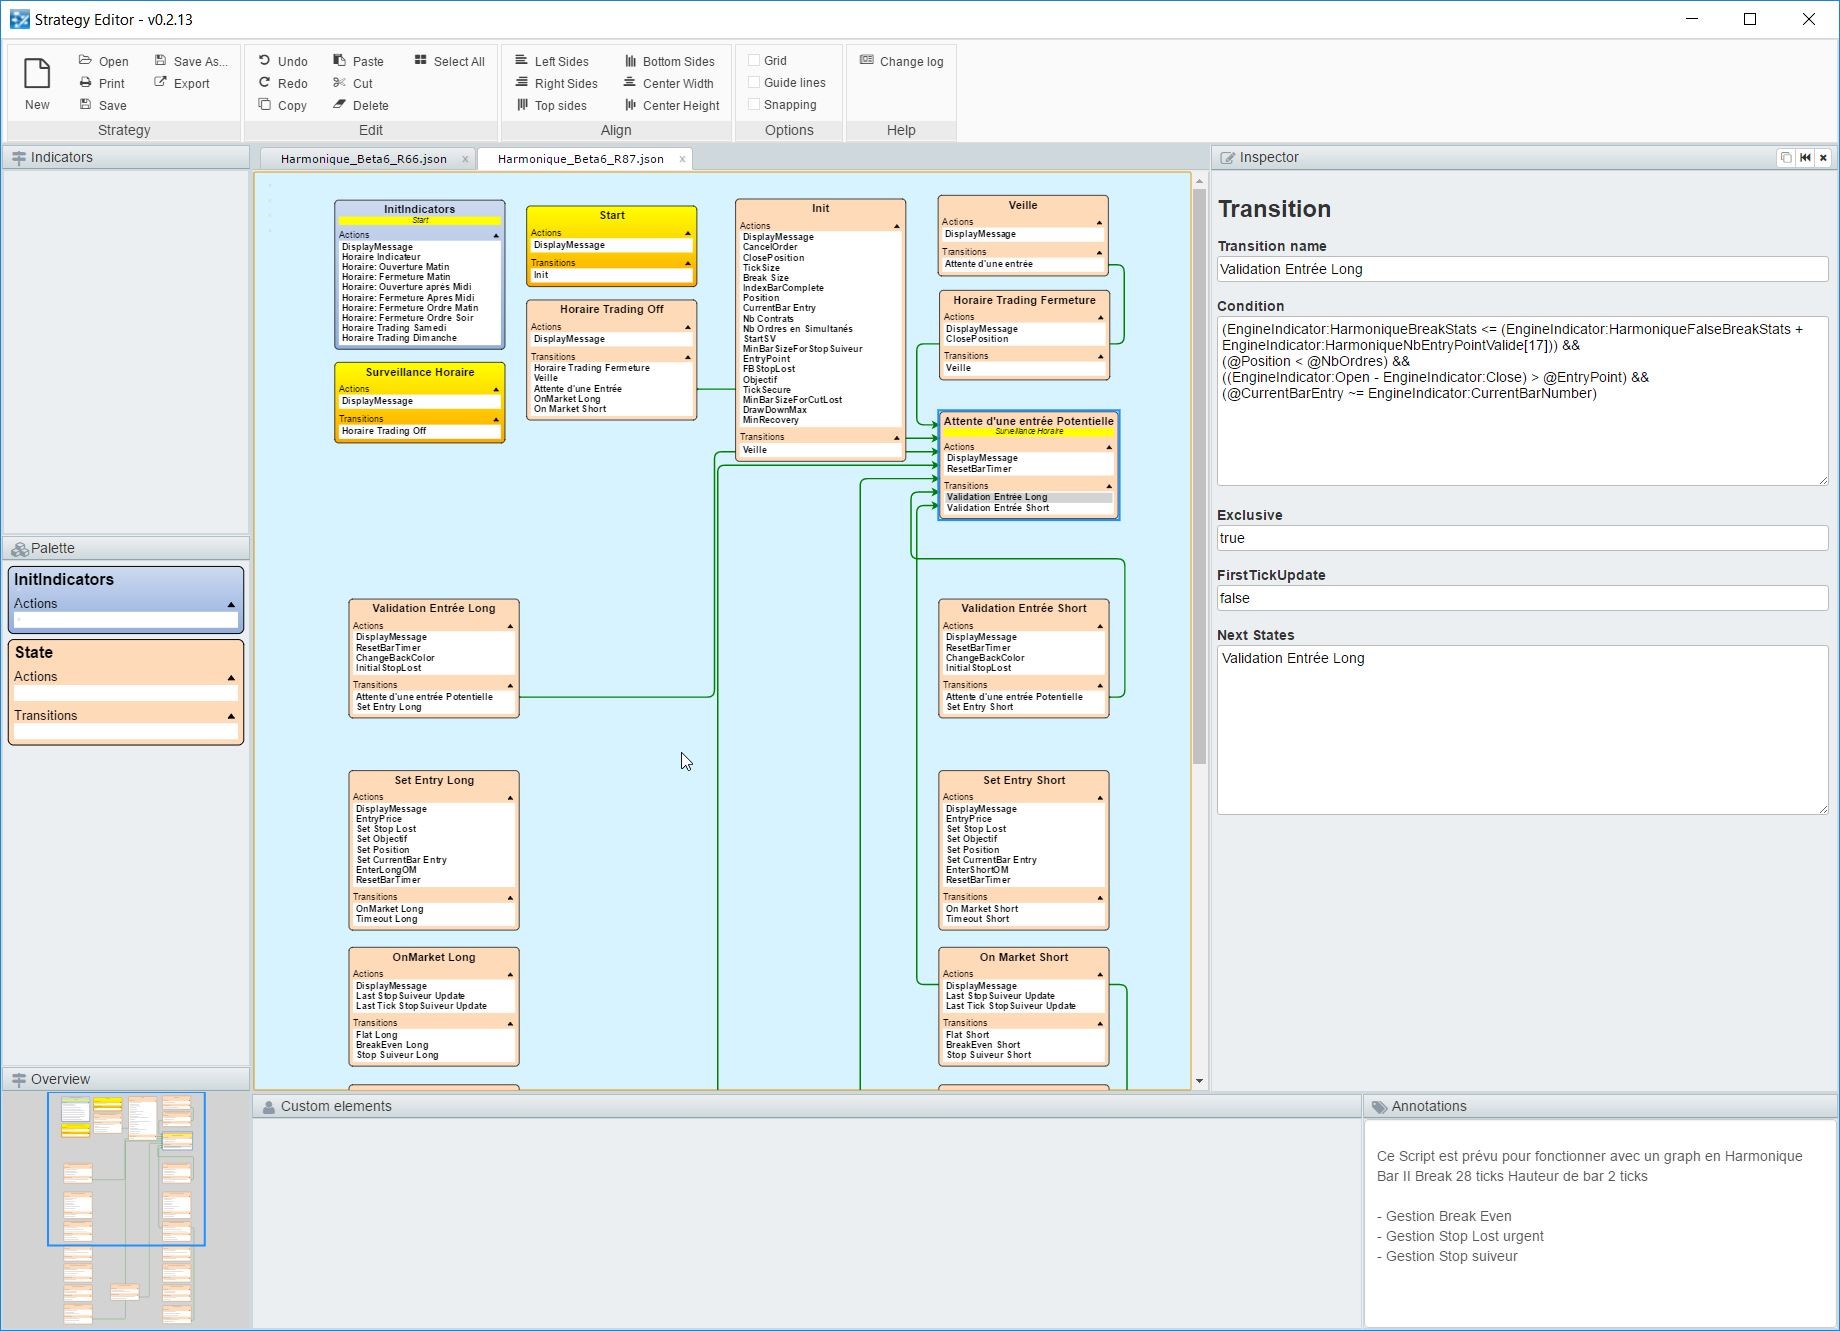 Strategy Editor - v0.2.13
New
Open
Print
Save
Save As...
Export
Strategy
Undo
Redo
Copy
Paste
Cut
Delete
Select All
Edit
Left Sides
Right Sides
Top sides
Bottom Sides
Center Width
Center Height
Align
Grid
Guide lines
Snapping
Options
Change log
Help
Indicators
Palette
InitIndicators
Actions
State
Actions
Transitions
Overview
Harmonique_Beta6_R66.json x
Harmonique_Beta6_R87.json x
InitIndicators
Start
Actions
DisplayMessage
Horaire Indicateur
Horaire: Ouverture Matin
Horaire: Fermeture Matin
Horaire: Ouverture aprés Midi
Horaire: Fermeture Apres Midi
Horaire: Fermeture Ordre Matin
Horaire: Fermeture Ordre Soir
Horaire Trading Samedi
Horaire Trading Dimanche
Surveillance Horaire
Actions
DisplayMessage
Transitions
Horaire Trading Off
Start
Actions
DisplayMessage
Transitions
Init
Horaire Trading Off
Actions
DisplayMessage
Transitions
Horaire Trading Fermeture
Veille
Attente d'une Entrée
OnMarket Long
On Market Short
Init
Actions
DisplayMessage
CancelOrder
ClosePosition
TickSize
Break Size
IndexBarComplete
Position
CurrentBar Entry
Nb Contrats
Nb Ordres en Simultanés
StartSV
MinBarSizeForStopSuiveur
EntryPoint
FBStopLost
Objectif
TickSecure
MinBarSizeForCutLost
DrawDownMax
MinRecovery
Transitions
Veille
Veille
Actions
DisplayMessage
Transitions
Attente d'une entrée
Horaire Trading Fermeture
Actions
DisplayMessage
ClosePosition
Transitions
Veille
Attente d'une entrée Potentielle
Surveillance Horaire
Actions
DisplayMessage
ResetBarTimer
Transitions
Validation Entrée Long
Validation Entrée Short
Validation Entrée Long
Actions
DisplayMessage
ResetBarTimer
ChangeBackColor
InitialStopLost
Transitions
Attente d'une entrée Potentielle
Set Entry Long
Validation Entrée Short
Actions
DisplayMessage
ResetBarTimer
ChangeBackColor
InitialStopLost
Transitions
Attente d'une entrée Potentielle
Set Entry Short
Set Entry Long
Actions
DisplayMessage
EntryPrice
Set Stop Lost
Set Objectif
Set Position
Set CurrentBar Entry
EnterLongOM
ResetBarTimer
Transitions
OnMarket Long
Timeout Long
Set Entry Short
Actions
DisplayMessage
EntryPrice
Set Stop Lost
Set Objectif
Set Position
Set CurrentBar Entry
EnterShortOM
ResetBarTimer
Transitions
On Market Short
Timeout Short
OnMarket Long
Actions
DisplayMessage
Last StopSuiveur Update
Last Tick StopSuiveur Update
Transitions
Flat Long
BreakEven Long
Stop Suiveur Long
On Market Short
Actions
DisplayMessage
Last StopSuiveur Update
Last Tick StopSuiveur Update
Transitions
Flat Short
BreakEven Short
Stop Suiveur Short
Inspector
Transition
Transition name
Validation Entrée Long
Condition
(EngineIndicator:HarmoniqueBreakStats <= (EngineIndicator:HarmoniqueFalseBreakStats +
EngineIndicator:HarmoniqueNbEntryPointValide[17])) &&
(@Position < @NbOrdres) &&
((EngineIndicator:Open - EngineIndicator:Close) > @EntryPoint) &&
(@CurrentBarEntry ~= EngineIndicator:CurrentBarNumber)
Exclusive
true
FirstTickUpdate
false
Next States
Validation Entrée Long
Custom elements
Annotations
Ce Script est prévu pour fonctionner avec un graph en Harmonique
Bar II Break 28 ticks Hauteur de bar 2 ticks
- Gestion Break Even
- Gestion Stop Lost urgent
- Gestion Stop suiveur